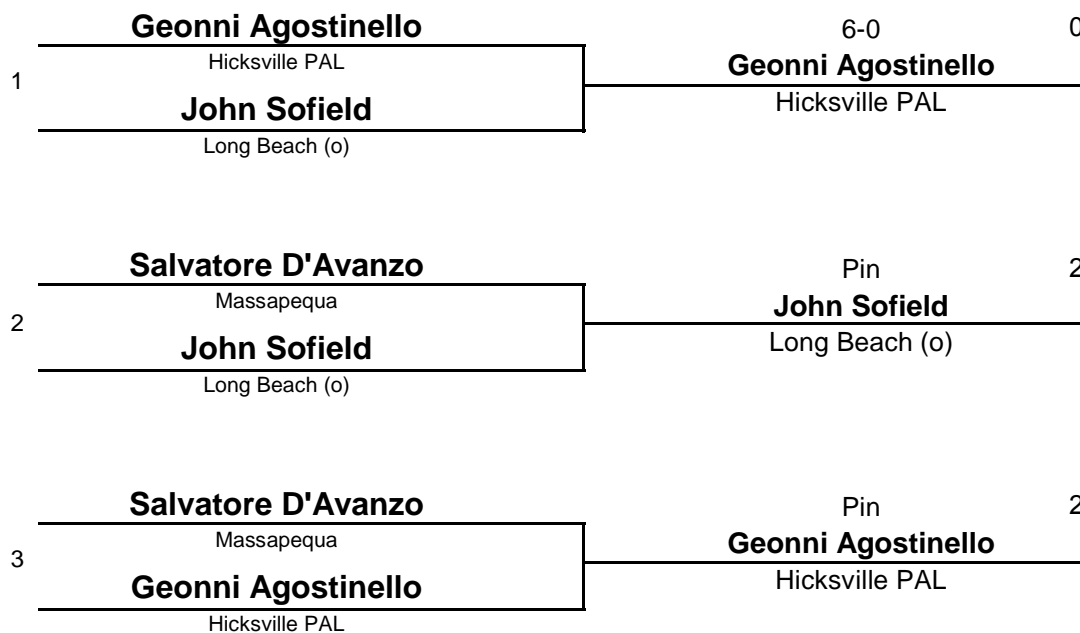 Geonni Agostinello
6-0
0
1
Hicksville PAL
Geonni Agostinello
John Sofield
Hicksville PAL
Long Beach (o)
Salvatore D'Avanzo
Pin
2
2
Massapequa
John Sofield
John Sofield
Long Beach (o)
Long Beach (o)
Salvatore D'Avanzo
Pin
2
3
Massapequa
Geonni Agostinello
Geonni Agostinello
Hicksville PAL
Hicksville PAL